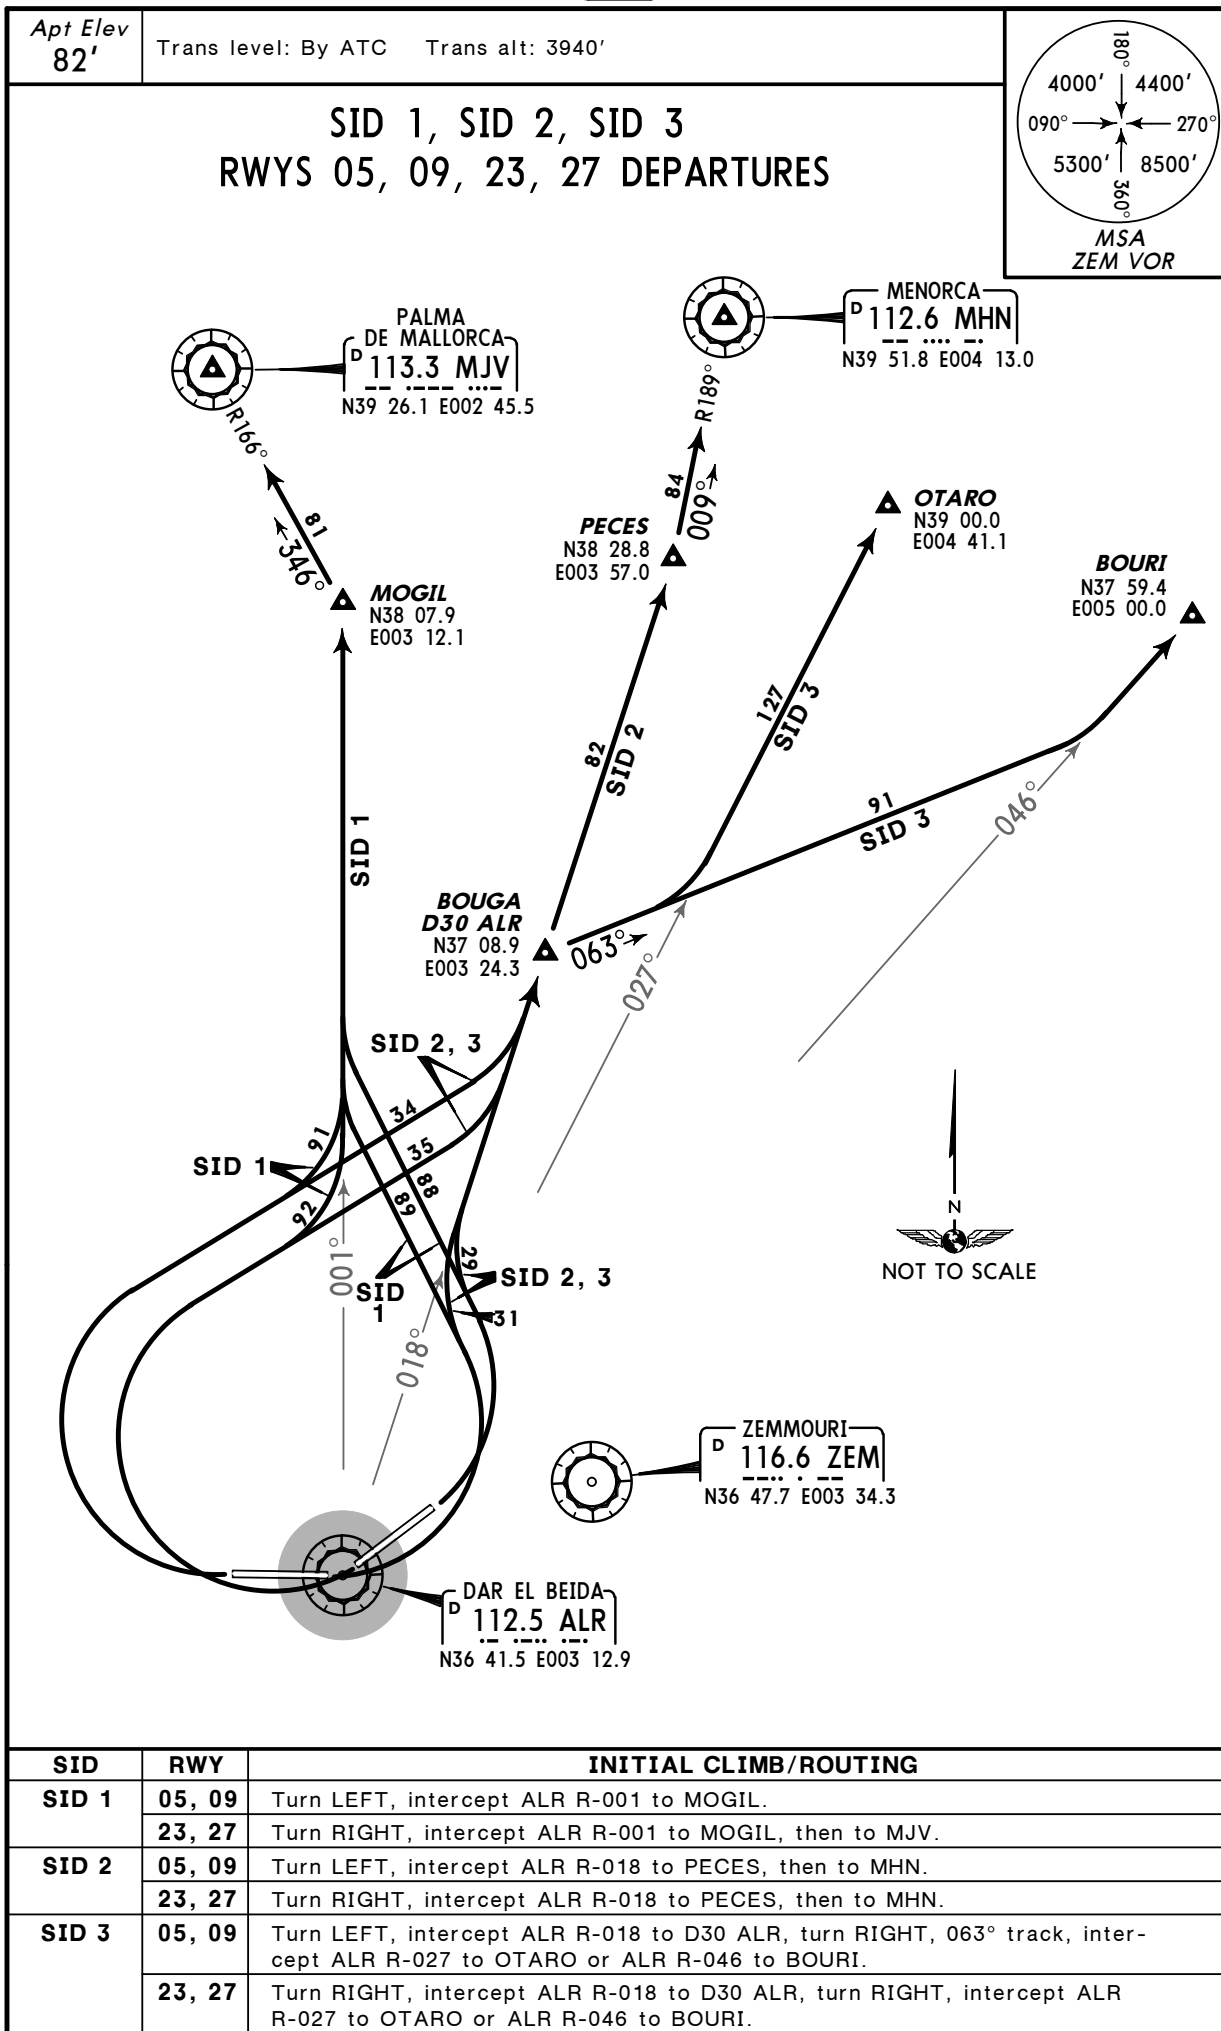 Apt Elev
82'
Trans level: By ATC Trans alt: 3940'
180°
4000' 4400'
090° 270°
5300' 8500'
360°
MSA
ZEM VOR
SID 1, SID 2, SID 3
RWYS 05, 09, 23, 27 DEPARTURES
MENORCA
D 112.6 MHN
N39 51.8 E004 13.0
PALMA
DE MALLORCA
D 113.3 MJV
N39 26.1 E002 45.5
R189°
R166°
84
009°
81
346°
OTARO
N39 00.0
E004 41.1
PECES
N38 28.8
E003 57.0
BOURI
N37 59.4
E005 00.0
MOGIL
N38 07.9
E003 12.1
127
SID 3
82
SID 2
91
SID 3
046°
SID 1
BOUGA
D30 ALR
N37 08.9
E003 24.3
063°
027°
SID 2, 3
34
91
35
SID 1
88
89
92
001°
29
SID 2, 3
SID
1
31
018°
N
NOT TO SCALE
ZEMMOURI
D 116.6 ZEM
N36 47.7 E003 34.3
DAR EL BEIDA
D 112.5 ALR
N36 41.5 E003 12.9
SID RWY INITIAL CLIMB/ROUTING
SID 1 05, 09 Turn LEFT, intercept ALR R-001 to MOGIL.
23, 27 Turn RIGHT, intercept ALR R-001 to MOGIL, then to MJV.
SID 2 05, 09 Turn LEFT, intercept ALR R-018 to PECES, then to MHN.
23, 27 Turn RIGHT, intercept ALR R-018 to PECES, then to MHN.
SID 3 05, 09 Turn LEFT, intercept ALR R-018 to D30 ALR, turn RIGHT, 063° track, inter-
cept ALR R-027 to OTARO or ALR R-046 to BOURI.
23, 27 Turn RIGHT, intercept ALR R-018 to D30 ALR, turn RIGHT, intercept ALR
R-027 to OTARO or ALR R-046 to BOURI.